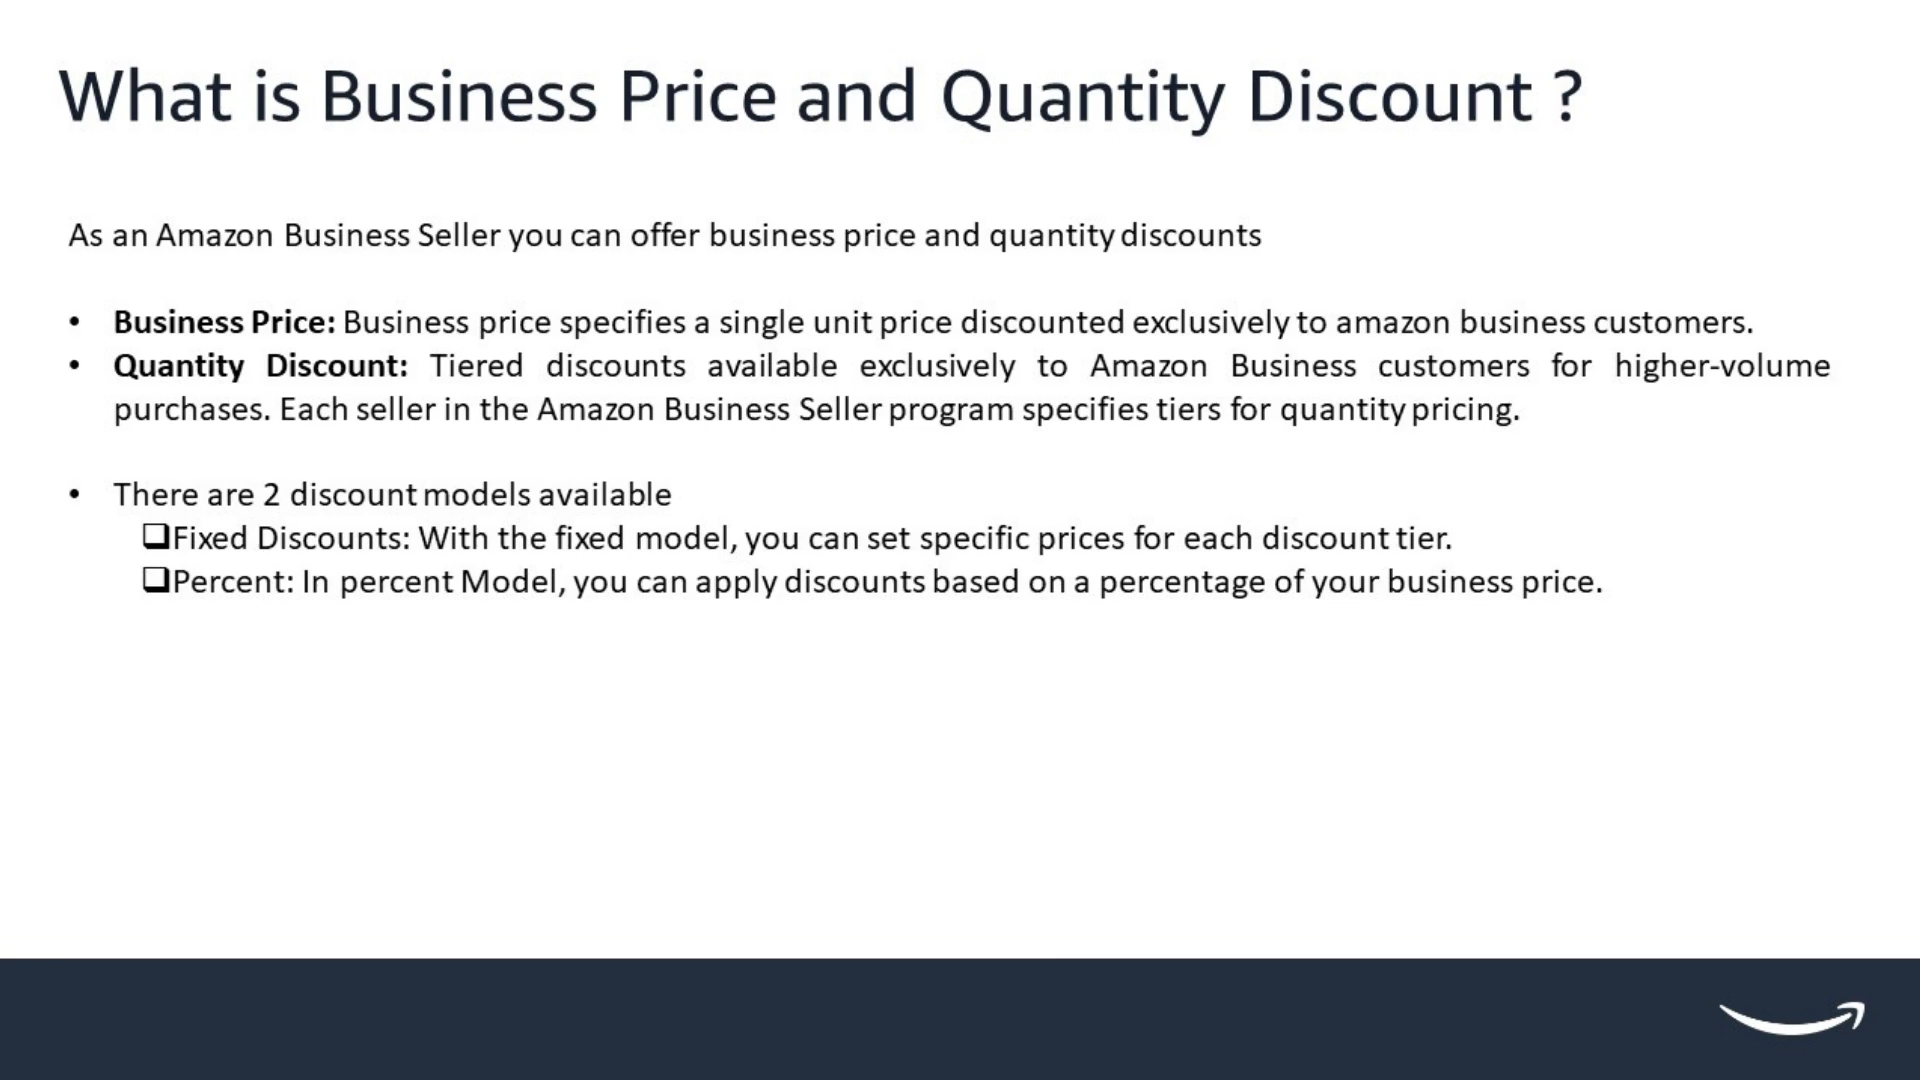 What is Business Price and Quantity Discount ?
As an Amazon Business Seller you can offer business price and quantity discounts
• Business Price: Business price specifies a single unit price discounted exclusively to amazon business customers.
• Quantity Discount: Tiered discounts available exclusively to Amazon Business customers for higher-volume
purchases. Each seller in the Amazon Business Seller program specifies tiers for quantity pricing.
• There are 2 discount models available
❑Fixed Discounts: With the fixed model, you can set specific prices for each discount tier.
❑Percent: In percent Model, you can apply discounts based on a percentage of your business price.